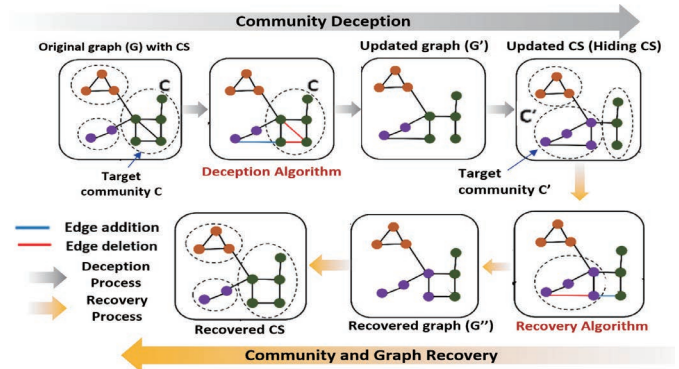 Community Deception
Original graph (G) with CS
Updated graph (G')
Updated CS (Hiding CS)
C
C
C'
Deception Algorithm
Target
community C
Target
community C'
Edge addition
Edge deletion
Deception
Process
Recovery
Process
Recovered CS
Recovered graph (G'')
Recovery Algorithm
Community and Graph Recovery